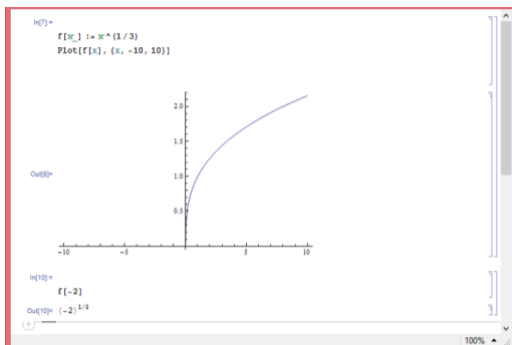 In[7]:=
f[x_] := x^(1/3)
Plot[f[x], {x, -10, 10}]
Out[8]=
2.0
1.5
1.0
0.5
-10 -5 5 10
In[10]:=
f[-2]
Out[10]= (-2)^1/3
100%